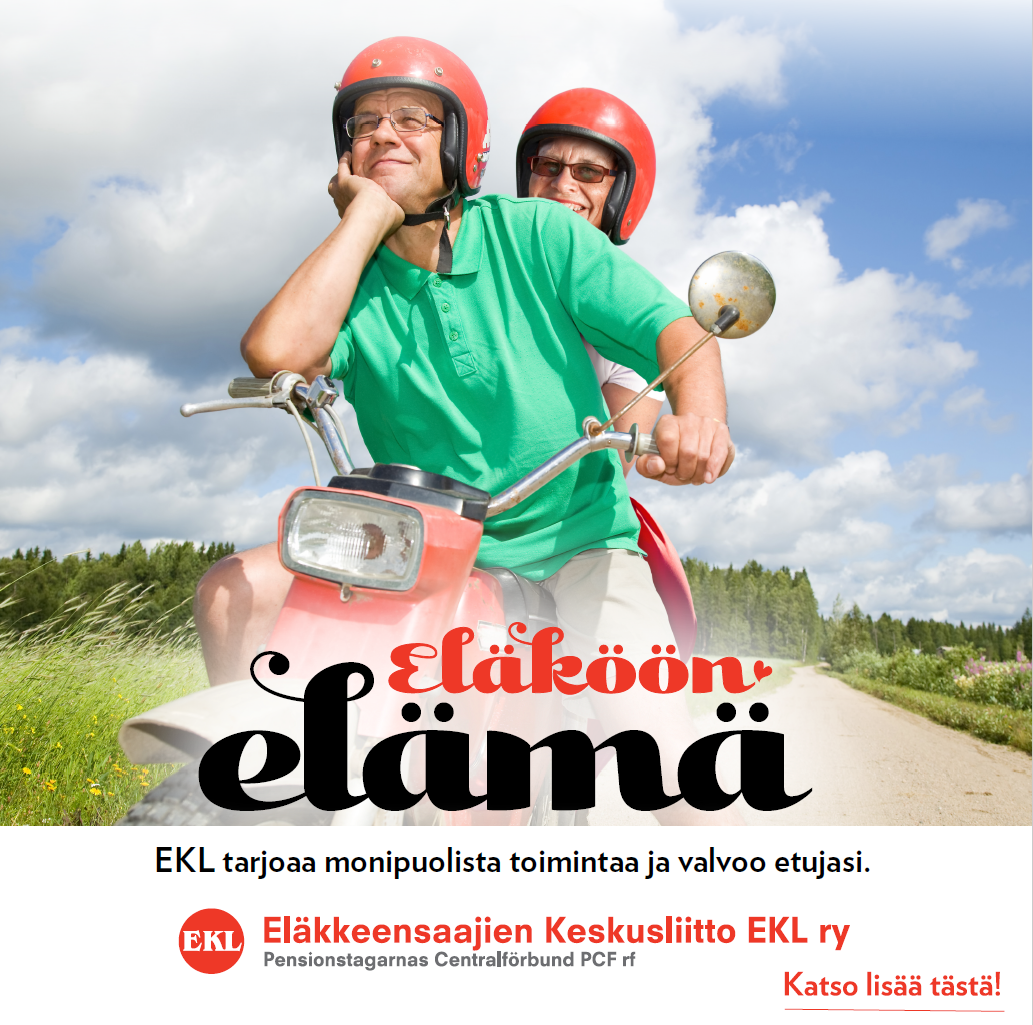 Eläköön
elämä
EKL tarjoaa monipuolista toimintaa ja valvoo etujasi.
EKL
Eläkkeensaajien Keskusliitto EKL ry
Pensionstagarnas Centralförbund PCF rf
Katso lisää tästä!